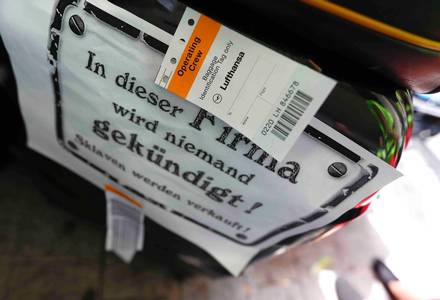 Operating
Crew
Baggage
Identification Tag only
Lufthansa
0220 LH 846678
In dieser Firma
wird niemand
gekündigt!
Sklaven werden verkauft!